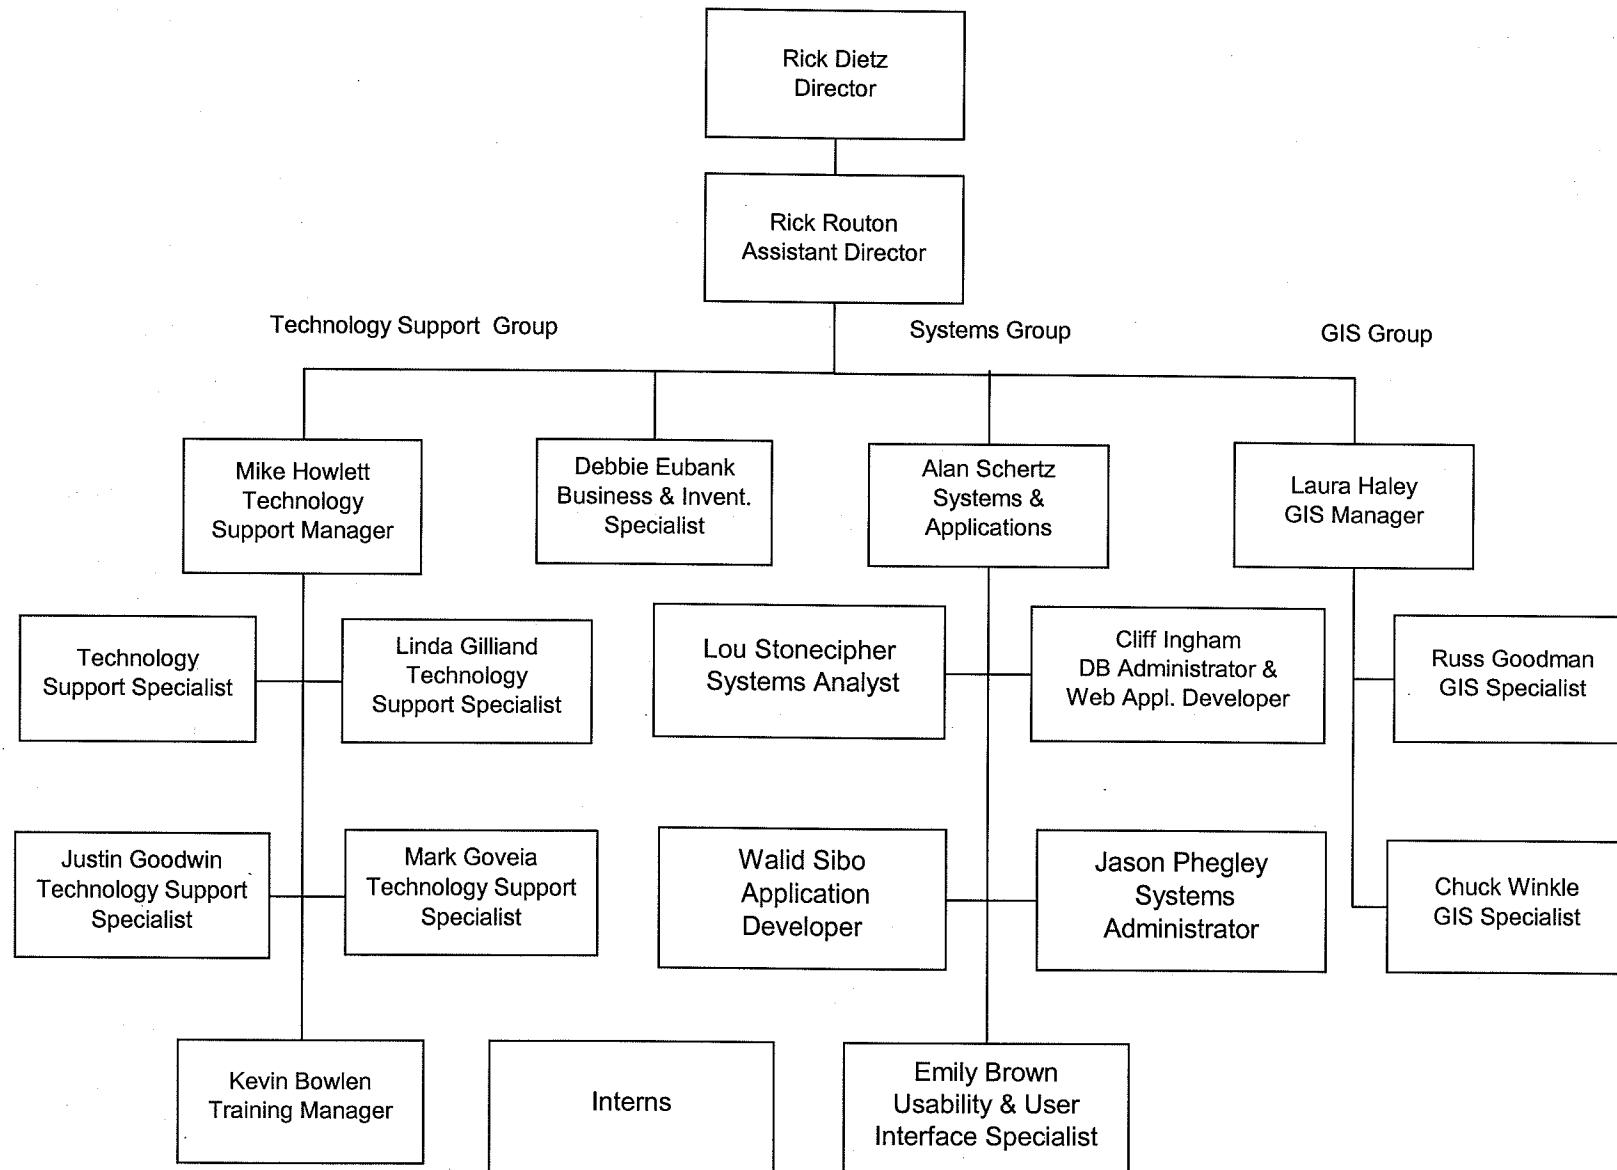 Rick Dietz
Director
Rick Routon
Assistant Director
Technology Support Group
Systems Group
GIS Group
Mike Howlett
Technology
Support Manager
Debbie Eubank
Business & Invent.
Specialist
Alan Schertz
Systems &
Applications
Laura Haley
GIS Manager
Technology
Support Specialist
Linda Gilliand
Technology
Support Specialist
Lou Stonecipher
Systems Analyst
Cliff Ingham
DB Administrator &
Web Appl. Developer
Russ Goodman
GIS Specialist
Justin Goodwin
Technology Support
Specialist
Mark Goveia
Technology Support
Specialist
Walid Sibo
Application
Developer
Jason Phegley
Systems
Administrator
Chuck Winkle
GIS Specialist
Kevin Bowlen
Training Manager
Interns
Emily Brown
Usability & User
Interface Specialist